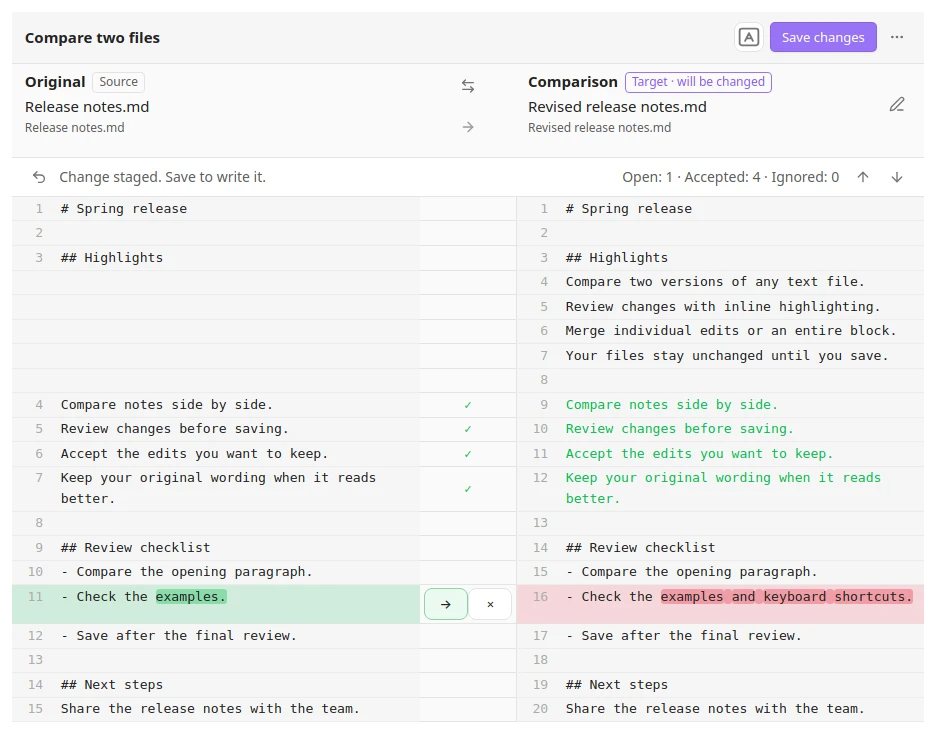 Compare two files
A
Save changes
···
Original Source
Release notes.md
Release notes.md
Comparison Target · will be changed
Revised release notes.md
Revised release notes.md
Change staged. Save to write it.
Open: 1 · Accepted: 4 · Ignored: 0
1 # Spring release
1 # Spring release
2
2
3 ## Highlights
3 ## Highlights
4 Compare two versions of any text file.
5 Review changes with inline highlighting.
6 Merge individual edits or an entire block.
7 Your files stay unchanged until you save.
8
4 Compare notes side by side. ✓
9 Compare notes side by side.
5 Review changes before saving. ✓
10 Review changes before saving.
6 Accept the edits you want to keep. ✓
11 Accept the edits you want to keep.
7 Keep your original wording when it reads
better. ✓
12 Keep your original wording when it reads
better.
8
13
9 ## Review checklist
14 ## Review checklist
10 - Compare the opening paragraph.
15 - Compare the opening paragraph.
11 - Check the examples. → ×
16 - Check the examples and keyboard shortcuts.
12 - Save after the final review.
17 - Save after the final review.
13
18
14 ## Next steps
19 ## Next steps
15 Share the release notes with the team.
20 Share the release notes with the team.